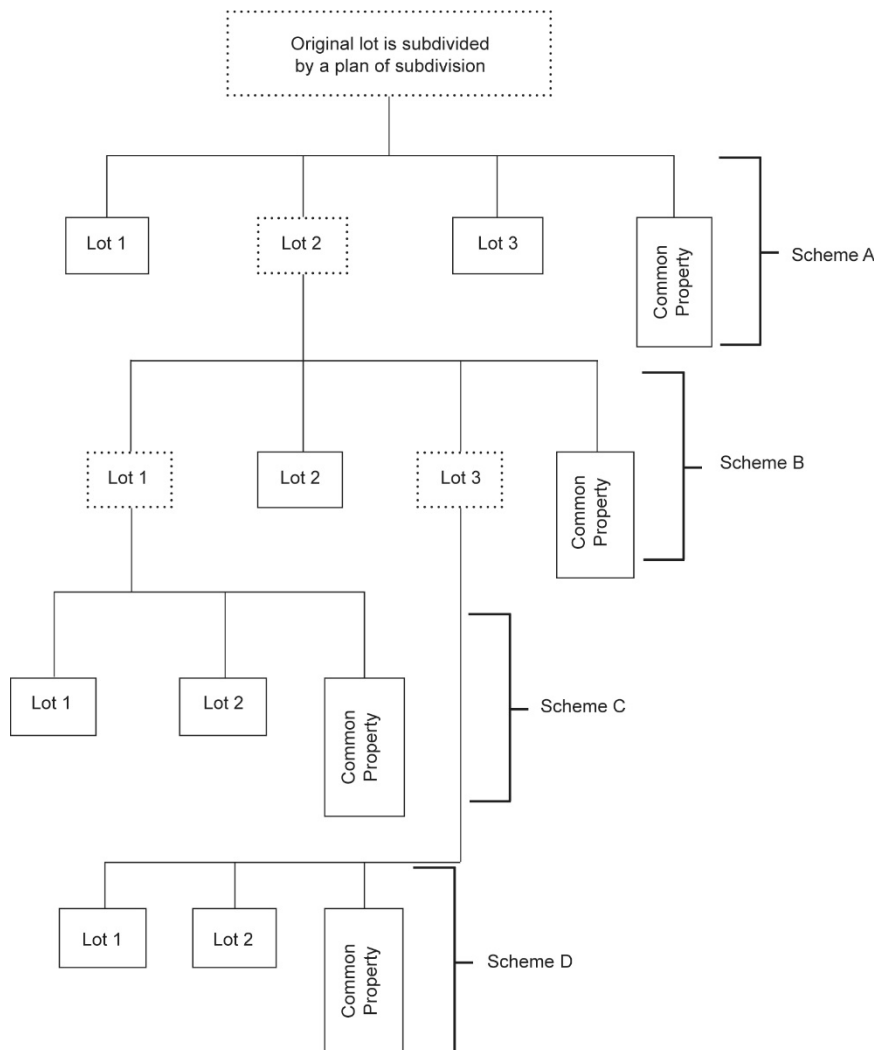 Original lot is subdivided
by a plan of subdivision
Lot 1
Lot 2
Lot 3
Common
Property
Scheme A
Lot 1
Lot 2
Lot 3
Common
Property
Scheme B
Lot 1
Lot 2
Common
Property
Scheme C
Lot 1
Lot 2
Common
Property
Scheme D